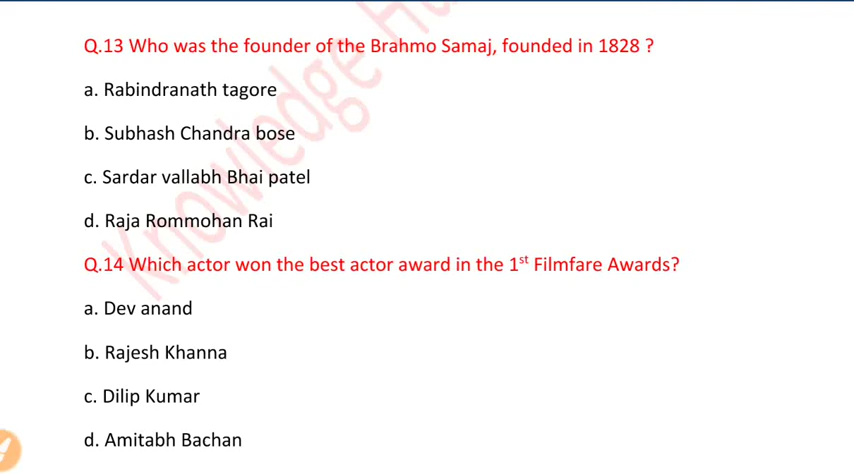 Q.13 Who was the founder of the Brahmo Samaj, founded in 1828 ?
a. Rabindranath tagore
b. Subhash Chandra bose
c. Sardar vallabh Bhai patel
d. Raja Rommohan Rai
Q.14 Which actor won the best actor award in the 1st Filmfare Awards?
a. Dev anand
b. Rajesh Khanna
c. Dilip Kumar
d. Amitabh Bachan
Knowledge